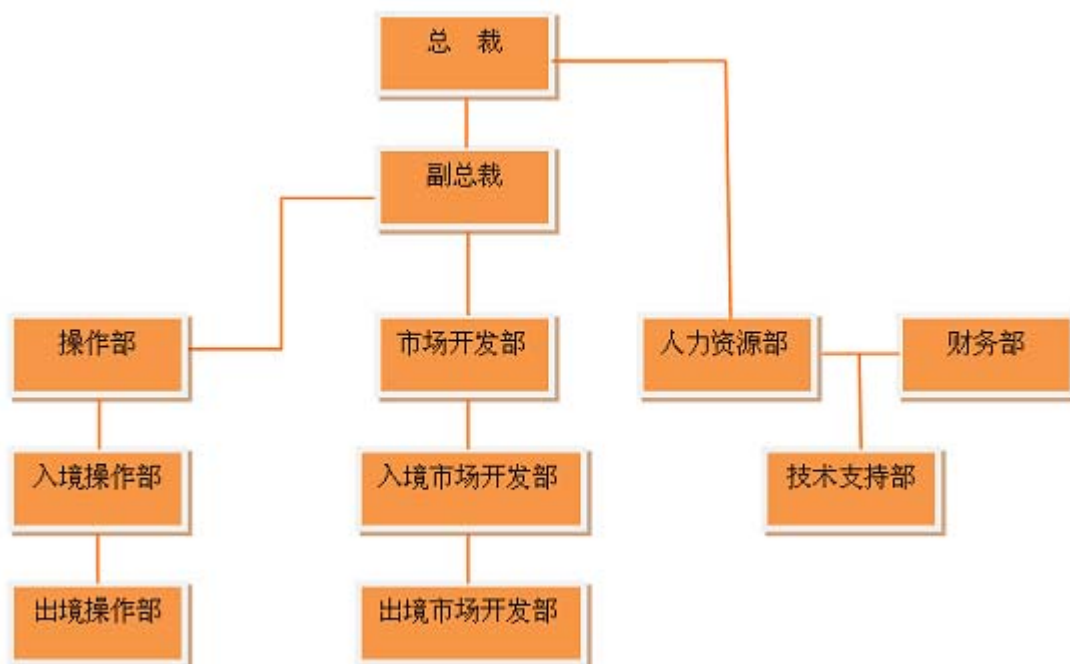 总 裁
副总裁
操作部
市场开发部
人力资源部
财务部
入境操作部
入境市场开发部
技术支持部
出境操作部
出境市场开发部